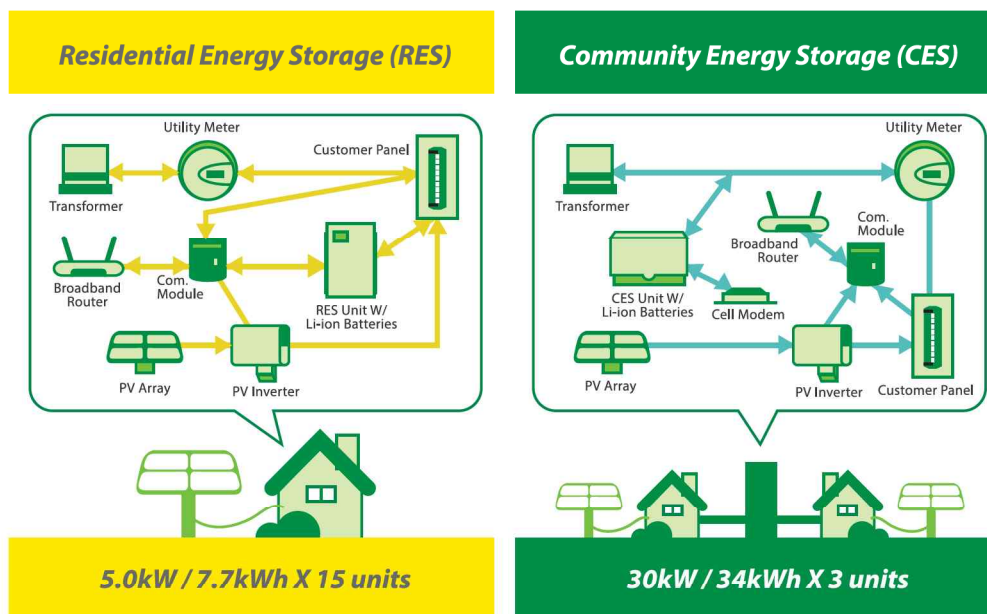 Residential Energy Storage (RES)
Utility Meter
Customer Panel
Transformer
Broadband
Router
Com.
Module
RES Unit W/
Li-ion Batteries
PV Array
PV Inverter
5.0kW / 7.7kWh X 15 units
Community Energy Storage (CES)
Utility Meter
Transformer
Broadband
Router
Com.
Module
CES Unit W/
Li-ion Batteries
Cell Modem
PV Array
PV Inverter
Customer Panel
30kW / 34kWh X 3 units